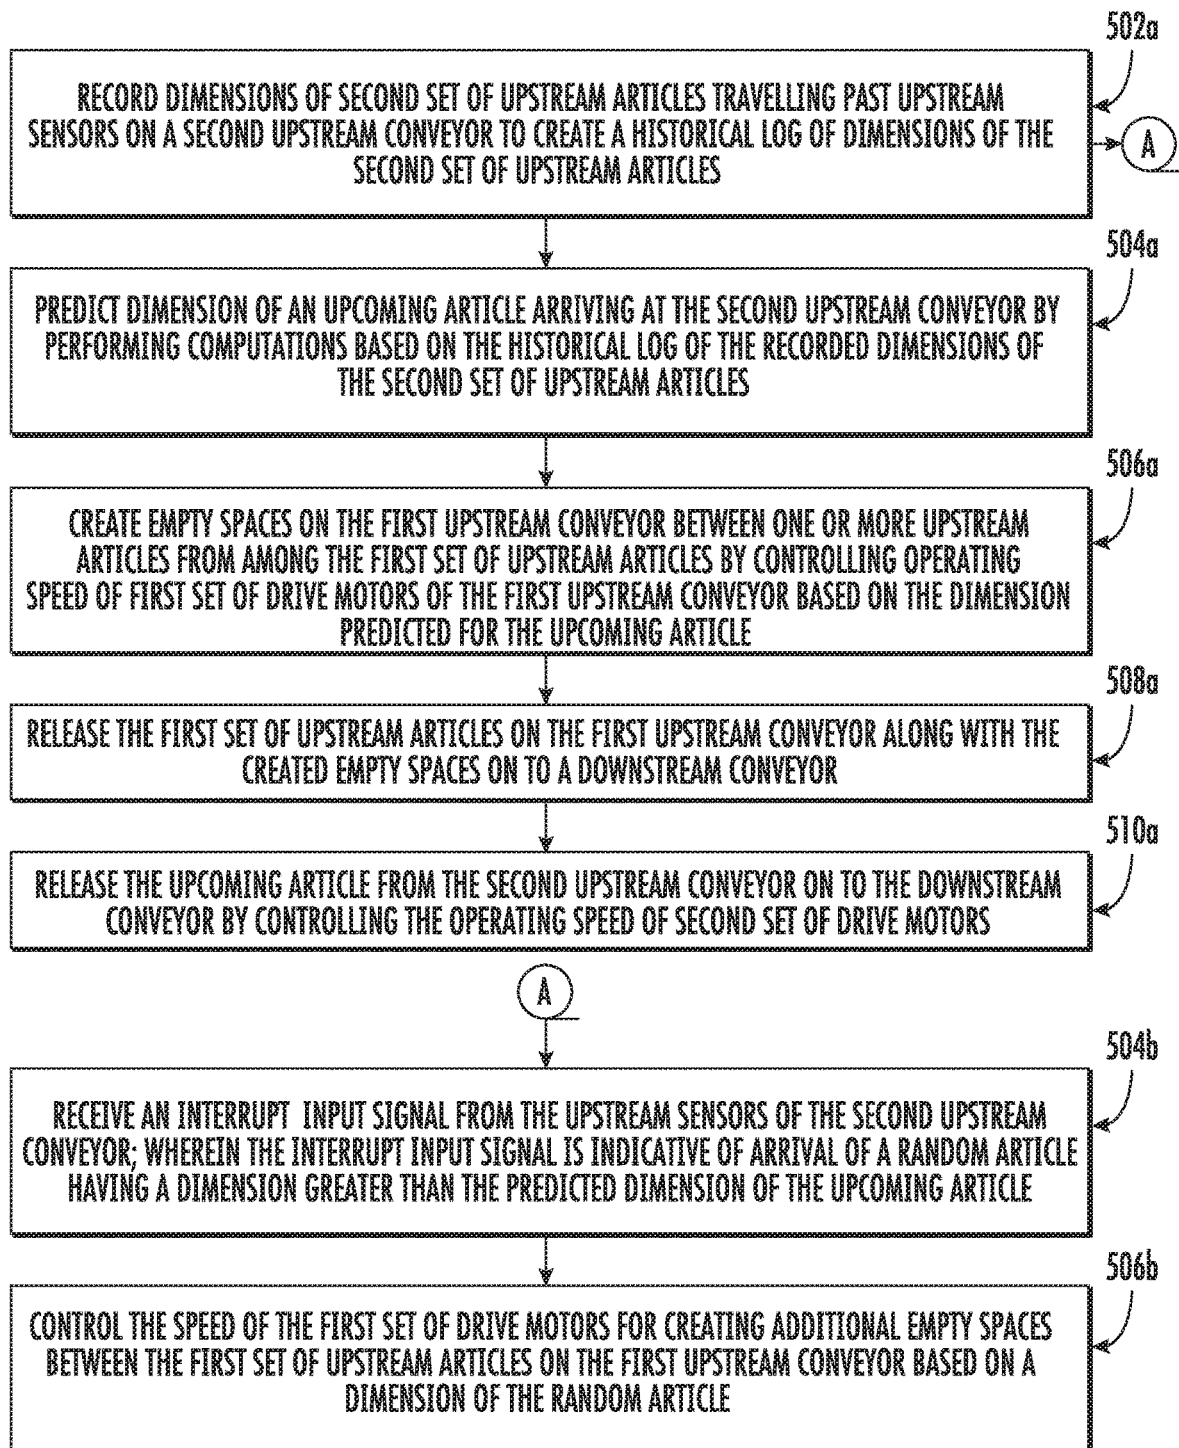 502a
RECORD DIMENSIONS OF SECOND SET OF UPSTREAM ARTICLES TRAVELLING PAST UPSTREAM
SENSORS ON A SECOND UPSTREAM CONVEYOR TO CREATE A HISTORICAL LOG OF DIMENSIONS OF THE
SECOND SET OF UPSTREAM ARTICLES
A
504a
PREDICT DIMENSION OF AN UPCOMING ARTICLE ARRIVING AT THE SECOND UPSTREAM CONVEYOR BY
PERFORMING COMPUTATIONS BASED ON THE HISTORICAL LOG OF THE RECORDED DIMENSIONS OF
THE SECOND SET OF UPSTREAM ARTICLES
506a
CREATE EMPTY SPACES ON THE FIRST UPSTREAM CONVEYOR BETWEEN ONE OR MORE UPSTREAM
ARTICLES FROM AMONG THE FIRST SET OF UPSTREAM ARTICLES BY CONTROLLING OPERATING
SPEED OF FIRST SET OF DRIVE MOTORS OF THE FIRST UPSTREAM CONVEYOR BASED ON THE DIMENSION
PREDICTED FOR THE UPCOMING ARTICLE
508a
RELEASE THE FIRST SET OF UPSTREAM ARTICLES ON THE FIRST UPSTREAM CONVEYOR ALONG WITH THE
CREATED EMPTY SPACES ON TO A DOWNSTREAM CONVEYOR
510a
RELEASE THE UPCOMING ARTICLE FROM THE SECOND UPSTREAM CONVEYOR ON TO THE DOWNSTREAM
CONVEYOR BY CONTROLLING THE OPERATING SPEED OF SECOND SET OF DRIVE MOTORS
A
504b
RECEIVE AN INTERRUPT INPUT SIGNAL FROM THE UPSTREAM SENSORS OF THE SECOND UPSTREAM
CONVEYOR; WHEREIN THE INTERRUPT INPUT SIGNAL IS INDICATIVE OF ARRIVAL OF A RANDOM ARTICLE
HAVING A DIMENSION GREATER THAN THE PREDICTED DIMENSION OF THE UPCOMING ARTICLE
506b
CONTROL THE SPEED OF THE FIRST SET OF DRIVE MOTORS FOR CREATING ADDITIONAL EMPTY SPACES
BETWEEN THE FIRST SET OF UPSTREAM ARTICLES ON THE FIRST UPSTREAM CONVEYOR BASED ON A
DIMENSION OF THE RANDOM ARTICLE